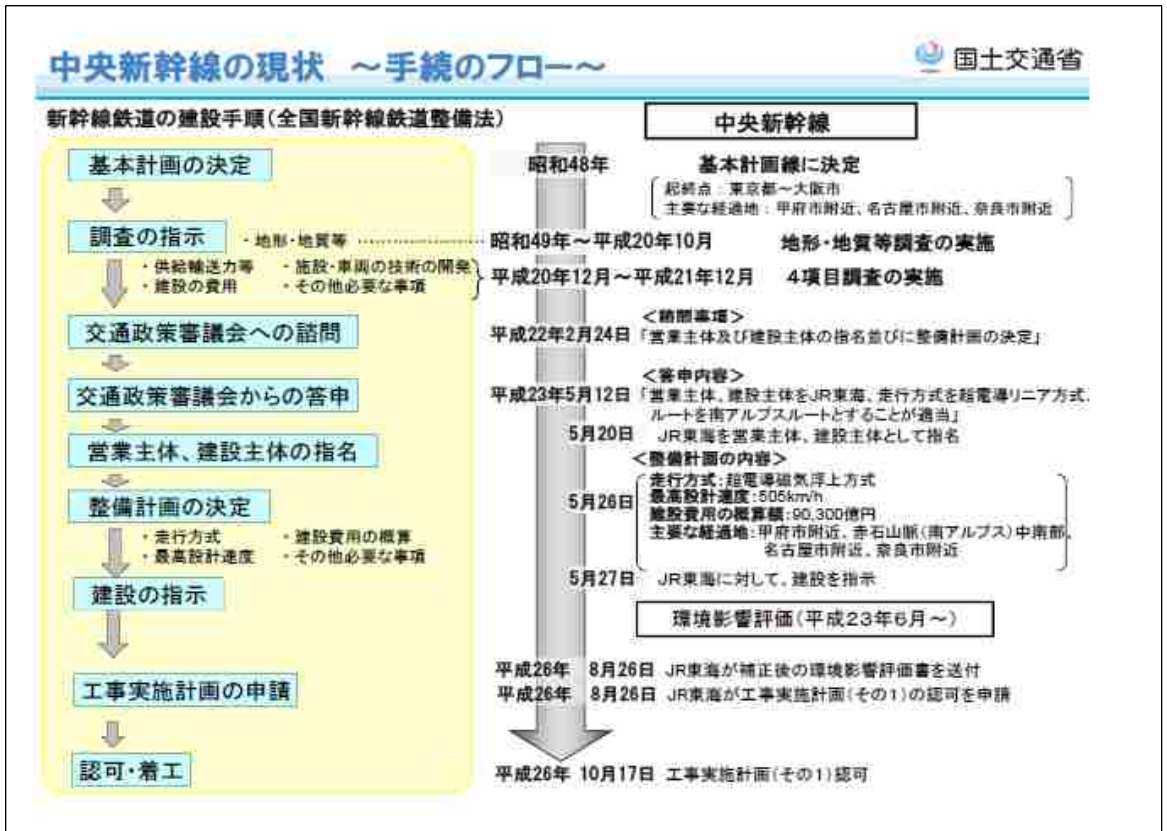 中央新幹線の現状 ~手続のフロー~
国土交通省
新幹線鉄道の建設手順(全国新幹線鉄道整備法)
中央新幹線
基本計画の決定
昭和48年 基本計画線に決定
起終点:東京都~大阪市
主要な経過地:甲府市附近、名古屋市附近、奈良市附近
調査の指示 ・地形・地質等 昭和49年~平成20年10月 地形・地質等調査の実施
・供給輸送力等 ・施設・車両の技術の開発
・建設の費用 ・その他必要な事項
平成20年12月~平成21年12月 4項目調査の実施
交通政策審議会への諮問
<諮問事項>
平成22年2月24日「営業主体及び建設主体の指名並びに整備計画の決定」
交通政策審議会からの答申
<答申内容>
平成23年5月12日「営業主体、建設主体をJR東海、走行方式を超電導リニア方式、
ルートを南アルプスルートとすることが適当」
5月20日 JR東海を営業主体、建設主体として指名
営業主体、建設主体の指名
<整備計画の内容>
整備計画の決定
5月26日
走行方式:超電導磁気浮上方式
最高設計速度:505km/h
建設費用の概算額:90,300億円
主要な経過地:甲府市附近、赤石山脈(南アルプス)中南部、
名古屋市附近、奈良市附近
・走行方式 ・建設費用の概算
・最高設計速度 ・その他必要な事項
5月27日 JR東海に対して、建設を指示
建設の指示
環境影響評価(平成23年6月~)
平成26年 8月26日 JR東海が補正後の環境影響評価書を送付
工事実施計画の申請
平成26年 8月26日 JR東海が工事実施計画(その1)の認可を申請
認可・着工
平成26年 10月17日 工事実施計画(その1)認可